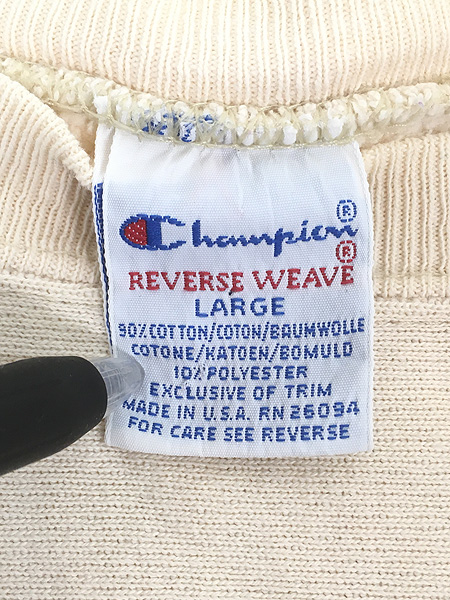 Champion®
REVERSE WEAVE®
LARGE
90% COTTON/COTON/BAUMWOLLE
COTONE/KATOEN/BOMULD
10% POLYESTER
EXCLUSIVE OF TRIM
MADE IN U.S.A. RN 26094
FOR CARE SEE REVERSE